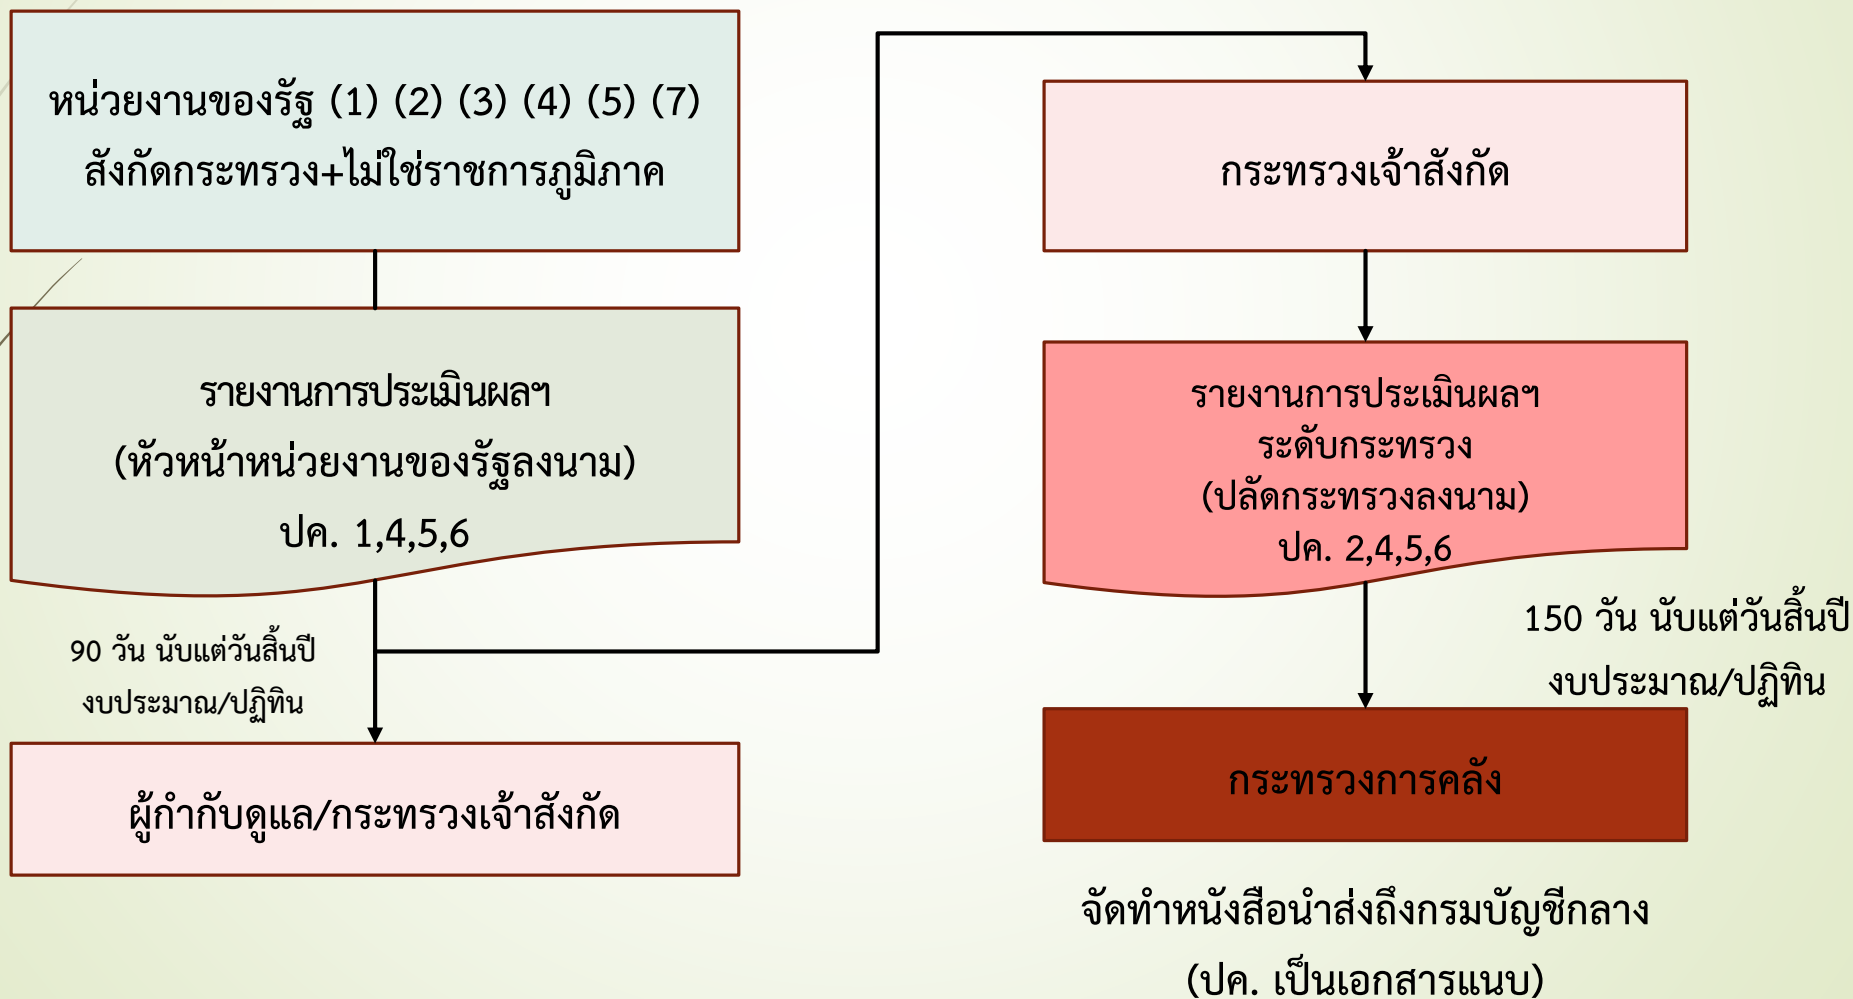 หน่วยงานของรัฐ (1) (2) (3) (4) (5) (7)
สังกัดกระทรวง+ไม่ใช่ราชการภูมิภาค
รายงานการประเมินผลฯ
(หัวหน้าหน่วยงานของรัฐลงนาม)
ปค. 1,4,5,6
90 วัน นับแต่วันสิ้นปี
งบประมาณ/ปฏิทิน
ผู้กำกับดูแล/กระทรวงเจ้าสังกัด
กระทรวงเจ้าสังกัด
รายงานการประเมินผลฯ
ระดับกระทรวง
(ปลัดกระทรวงลงนาม)
ปค. 2,4,5,6
150 วัน นับแต่วันสิ้นปี
งบประมาณ/ปฏิทิน
กระทรวงการคลัง
จัดทำหนังสือนำส่งถึงกรมบัญชีกลาง
(ปค. เป็นเอกสารแนบ)